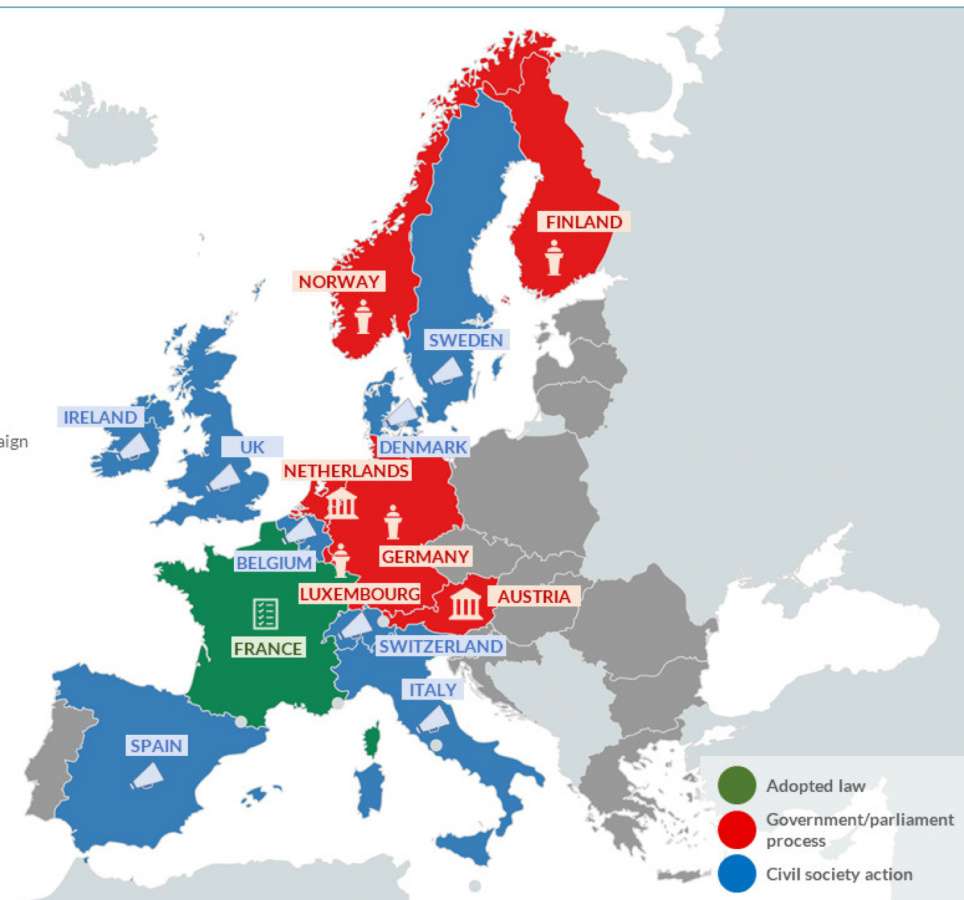 FINLAND
NORWAY
SWEDEN
IRELAND
aign
UK
DENMARK
NETHERLANDS
BELGIUM
GERMANY
LUXEMBOURG
AUSTRIA
FRANCE
SWITZERLAND
ITALY
SPAIN
Adopted law
Government/parliament
process
Civil society action